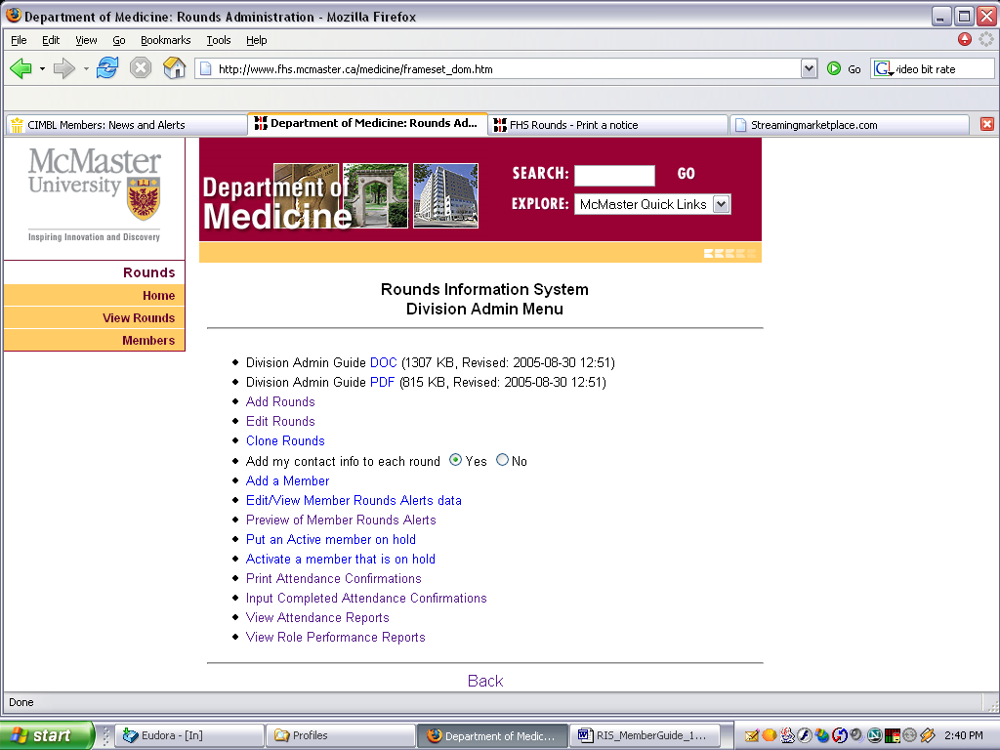 Department of Medicine: Rounds Administration - Mozilla Firefox
File Edit View Go Bookmarks Tools Help
http://www.fhs.mcmaster.ca/medicine/frameset_dom.htm Go G video bit rate
CIMBL Members: News and Alerts Department of Medicine: Rounds Ad... FHS Rounds - Print a notice Streamingmarketplace.com
McMaster
University
Inspiring Innovation and Discovery
Department of
Medicine
SEARCH: GO
EXPLORE: McMaster Quick Links
Rounds
Home
View Rounds
Members
Rounds Information System
Division Admin Menu
Division Admin Guide DOC (1307 KB, Revised: 2005-08-30 12:51)
Division Admin Guide PDF (815 KB, Revised: 2005-08-30 12:51)
Add Rounds
Edit Rounds
Clone Rounds
Add my contact info to each round Yes No
Add a Member
Edit/View Member Rounds Alerts data
Preview of Member Rounds Alerts
Put an Active member on hold
Activate a member that is on hold
Print Attendance Confirmations
Input Completed Attendance Confirmations
View Attendance Reports
View Role Performance Reports
Back
Done
start Eudora - [In] Profiles Department of Medic... RIS_MemberGuide_1... 2:40 PM